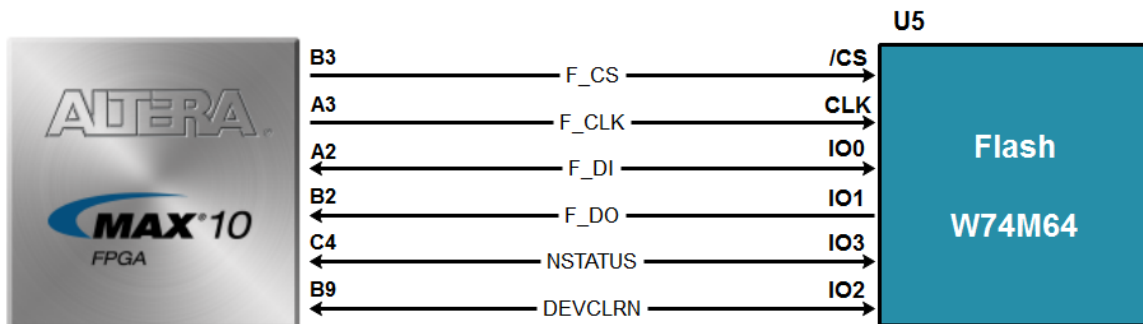 U5
B3 F_CS /CS
A3 F_CLK CLK
A2 F_DI IO0
B2 F_DO IO1
C4 NSTATUS IO3
B9 DEVCLRN IO2
ALTERA®
MAX®10
FPGA
Flash
W74M64